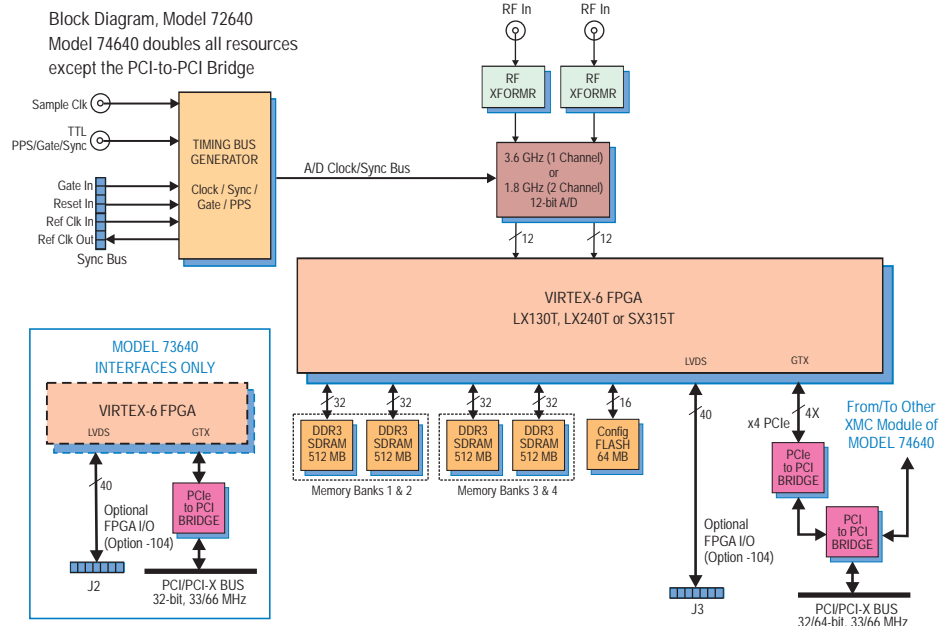 Block Diagram, Model 72640
Model 74640 doubles all resources
except the PCI-to-PCI Bridge
RF In
RF In
RF
XFORMR
RF
XFORMR
Sample Clk
TTL
PPS/Gate/Sync
Gate In
Reset In
Ref Clk In
Ref Clk Out
Sync Bus
TIMING BUS
GENERATOR
Clock / Sync /
Gate / PPS
A/D Clock/Sync Bus
3.6 GHz (1 Channel)
or
1.8 GHz (2 Channel)
12-bit A/D
12
12
VIRTEX-6 FPGA
LX130T, LX240T or SX315T
LVDS
GTX
MODEL 73640
INTERFACES ONLY
VIRTEX-6 FPGA
LVDS
GTX
40
PCIe
to PCI
BRIDGE
Optional
FPGA I/O
(Option -104)
J2
PCI/PCI-X BUS
32-bit, 33/66 MHz
32
32
32
32
16
DDR3
SDRAM
512 MB
DDR3
SDRAM
512 MB
DDR3
SDRAM
512 MB
DDR3
SDRAM
512 MB
Config
FLASH
64 MB
Memory Banks 1 & 2
Memory Banks 3 & 4
40
4X
x4 PCIe
From/To Other
XMC Module of
MODEL 74640
PCIe
to PCI
BRIDGE
PCI
to PCI
BRIDGE
Optional
FPGA I/O
(Option -104)
J3
PCI/PCI-X BUS
32/64-bit, 33/66 MHz